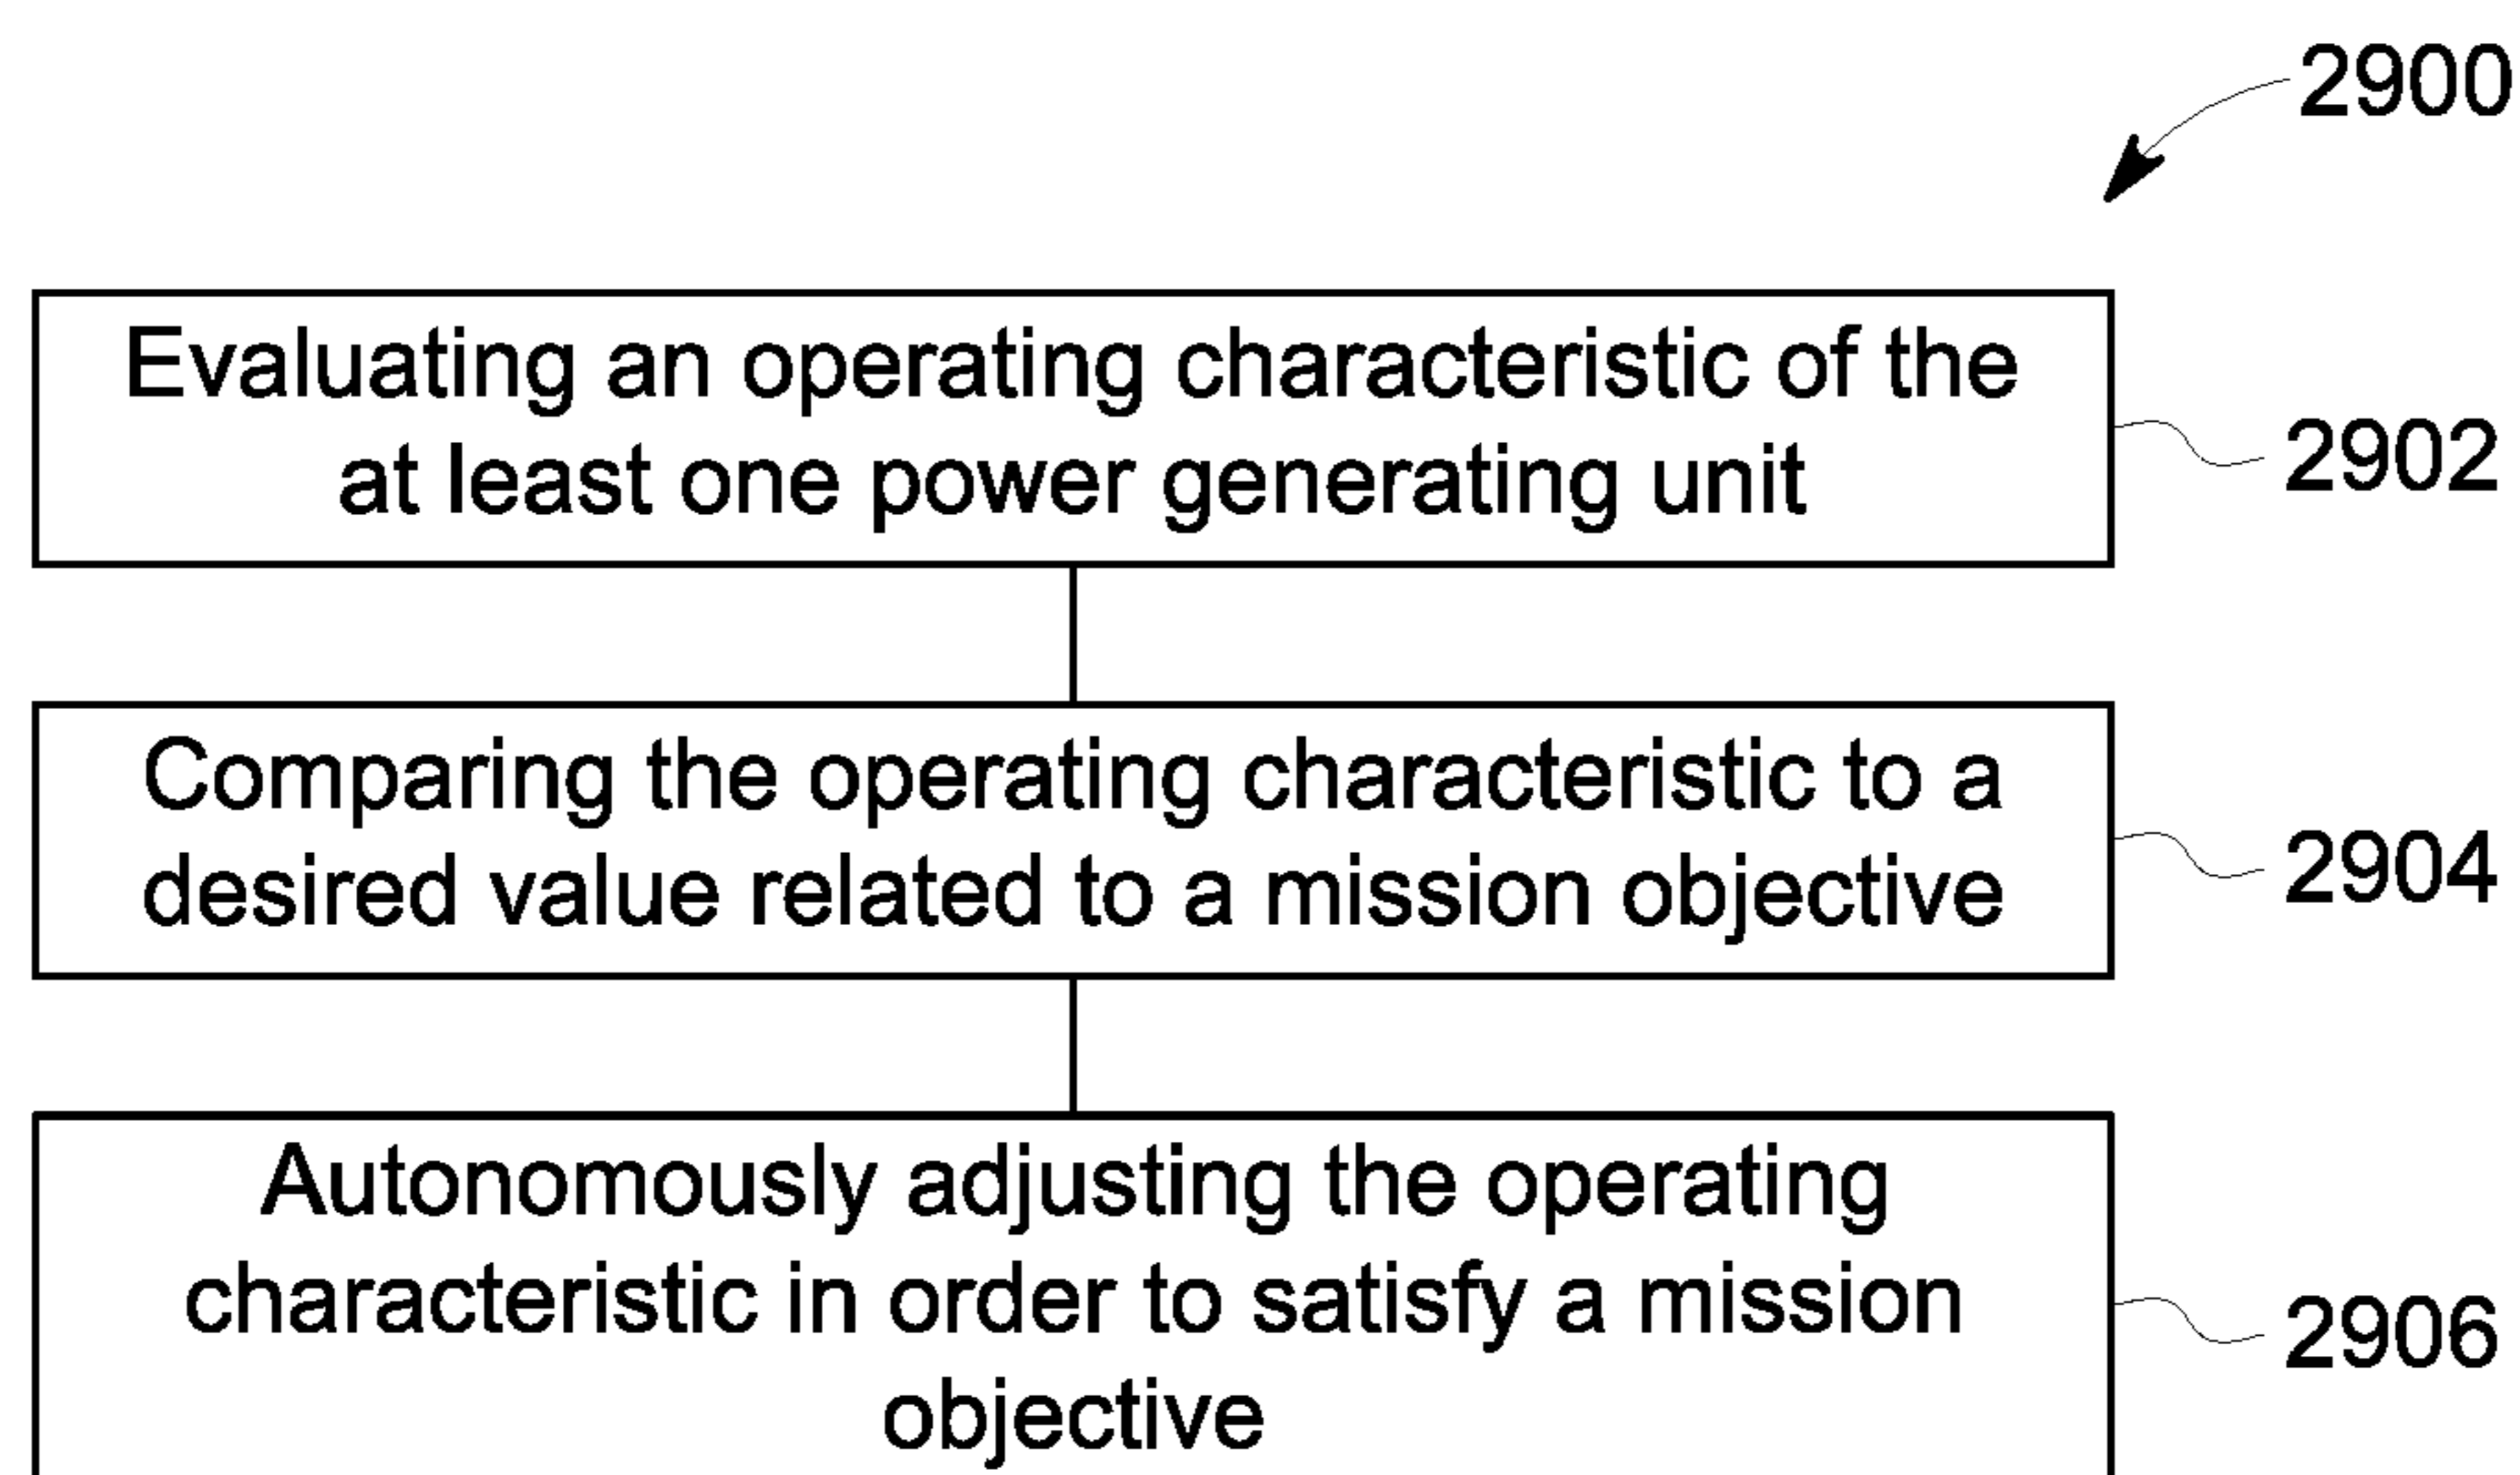 2900
Evaluating an operating characteristic of the
at least one power generating unit
2902
Comparing the operating characteristic to a
desired value related to a mission objective
2904
Autonomously adjusting the operating
characteristic in order to satisfy a mission
objective
2906